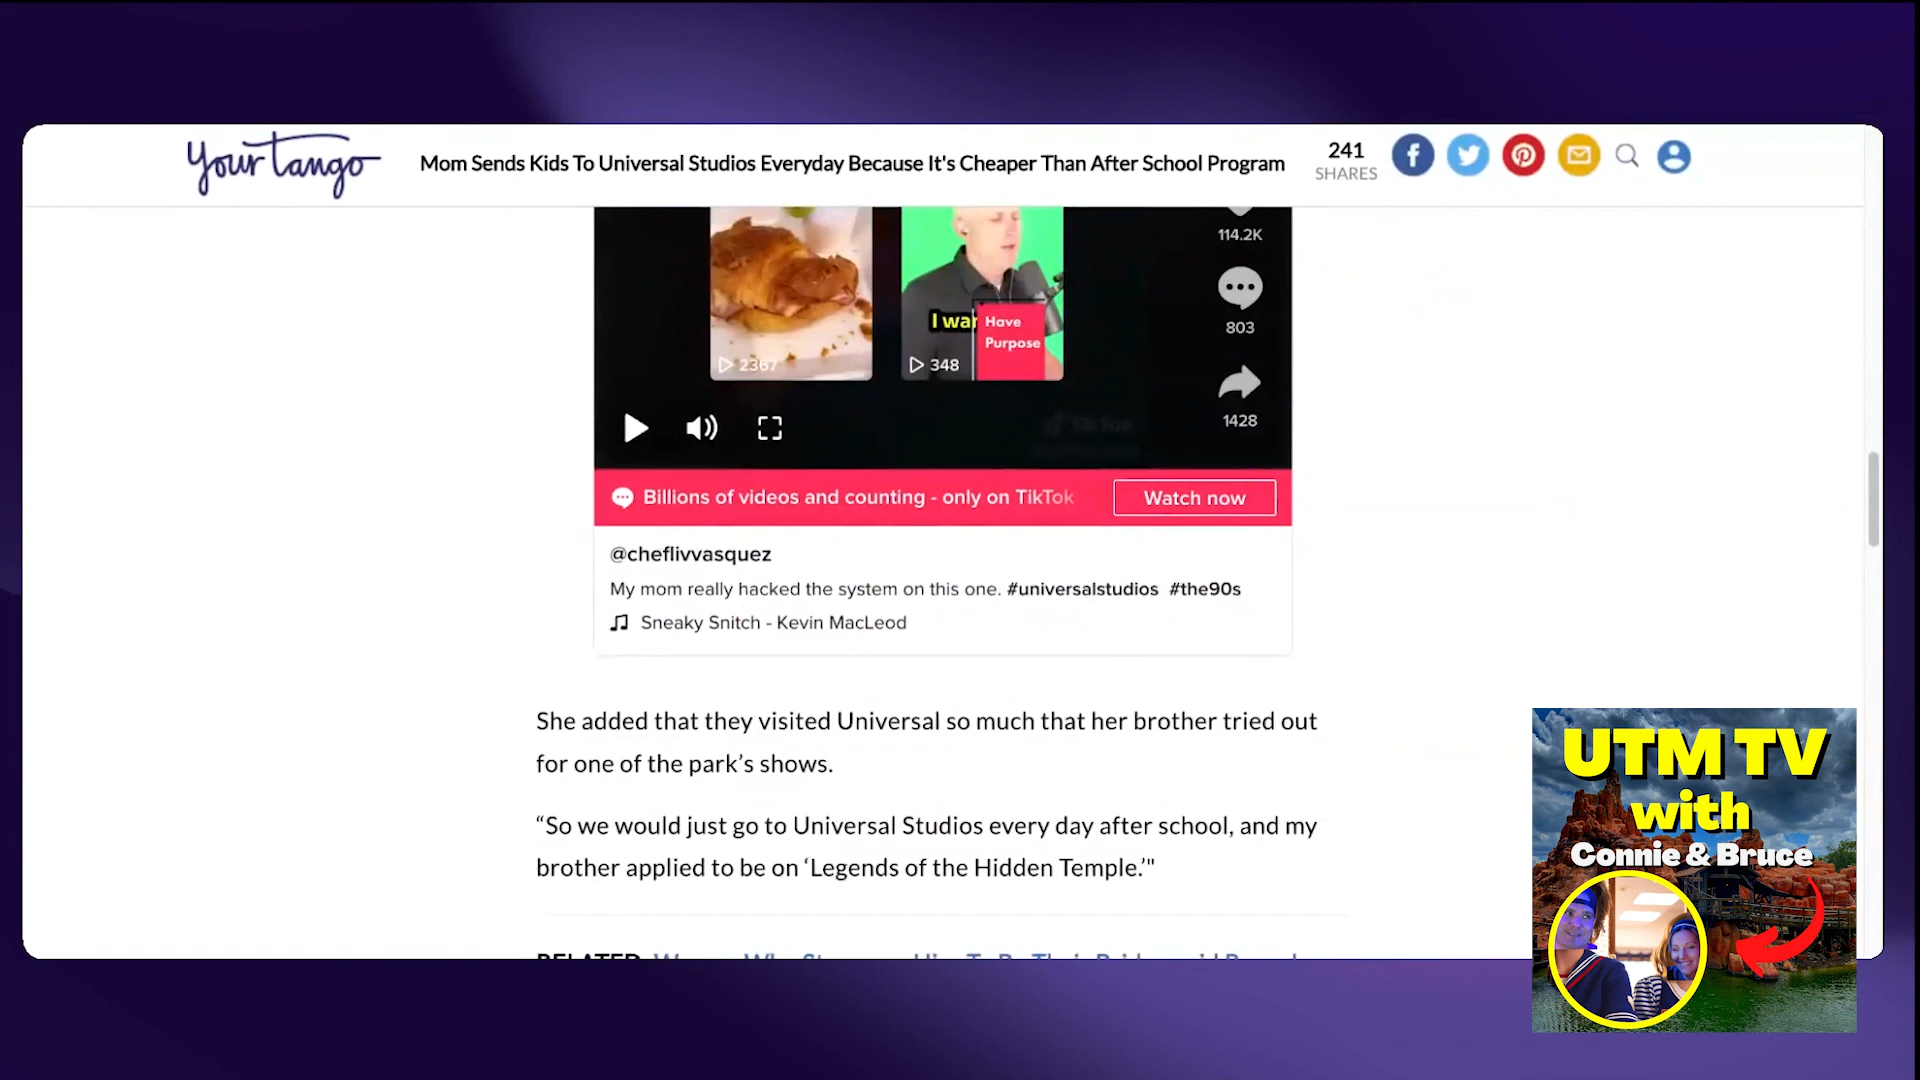 yourtango
Mom Sends Kids To Universal Studios Everyday Because It's Cheaper Than After School Program
241
SHARES
114.2K
I wan
Have
Purpose
803
2367
348
1428
Billions of videos and counting - only on TikTok
Watch now
@cheflivvasquez
My mom really hacked the system on this one. #universalstudios #the90s
Sneaky Snitch - Kevin MacLeod
She added that they visited Universal so much that her brother tried out
for one of the park’s shows.
“So we would just go to Universal Studios every day after school, and my
brother applied to be on ‘Legends of the Hidden Temple.’"
UTM TV
with
Connie & Bruce